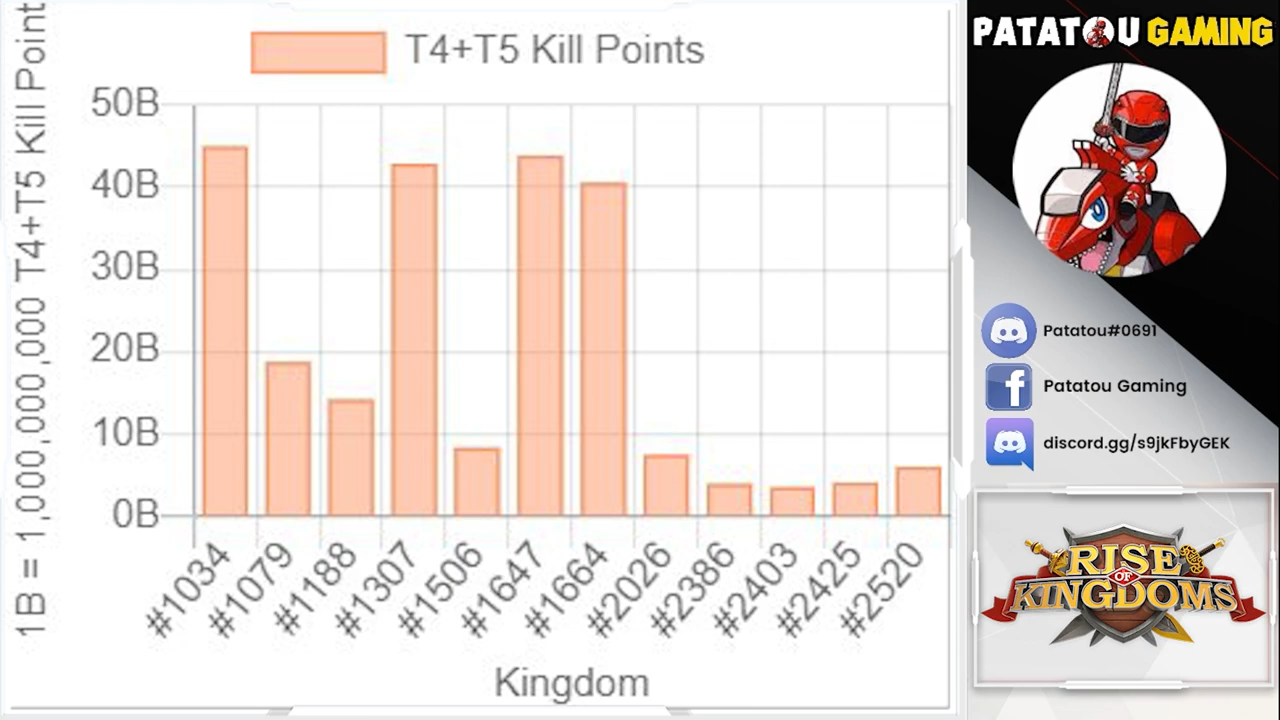 T4+T5 Kill Points
1B = 1,000,000,000 T4+T5 Kill Point
50B
40B
30B
20B
10B
0B
#1034
#1079
#1188
#1307
#1506
#1647
#1664
#2026
#2386
#2403
#2425
#2520
Kingdom
PATATOU GAMING
Patatou#0691
Patatou Gaming
discord.gg/s9jkFbyGEK
RISE
OF
KINGDOMS